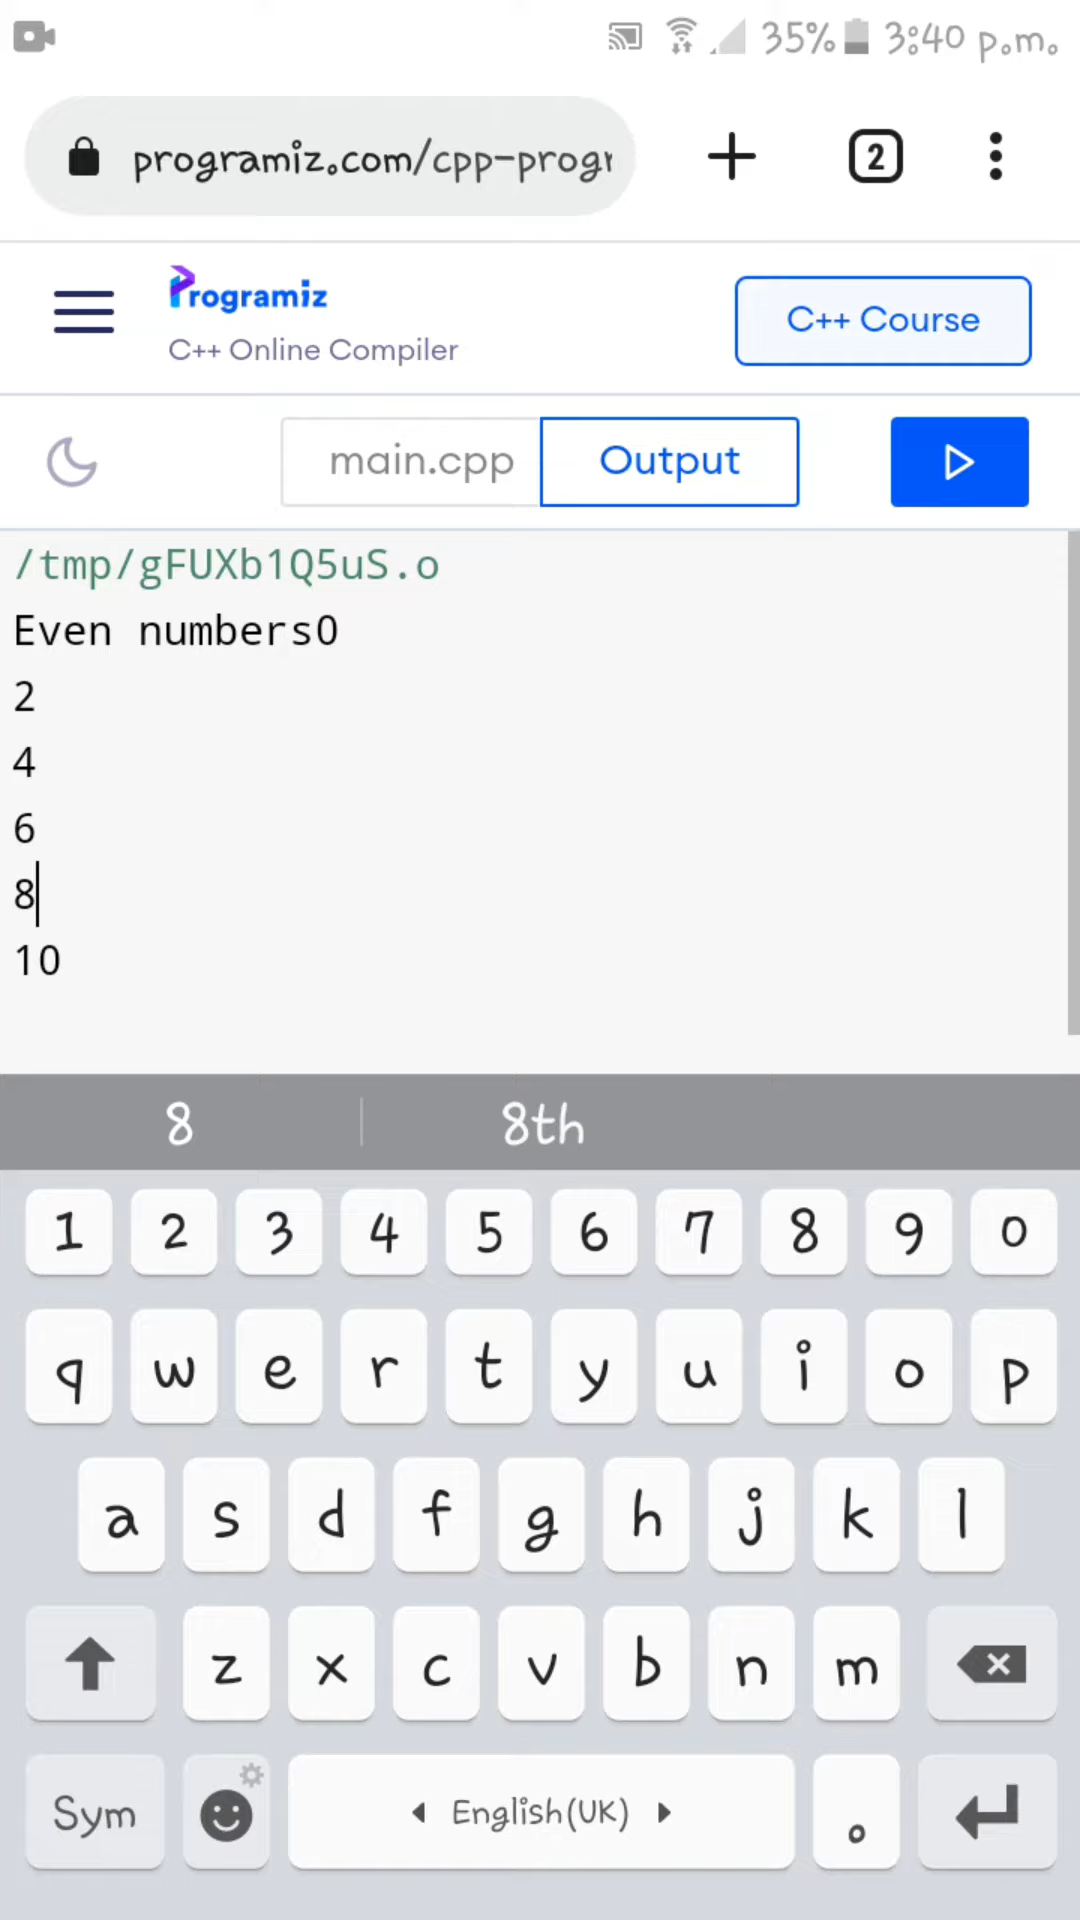 35% 3:40 p.m.
programiz.com/cpp-progr
2
Programiz
C++ Online Compiler
C++ Course
main.cpp
Output
/tmp/gFUXb1Q5uS.o
Even numbers0
2
4
6
8
10
8 8th
1 2 3 4 5 6 7 8 9 0
q w e r t y u i o p
a s d f g h j k l
z x c v b n m
Sym English(UK) .